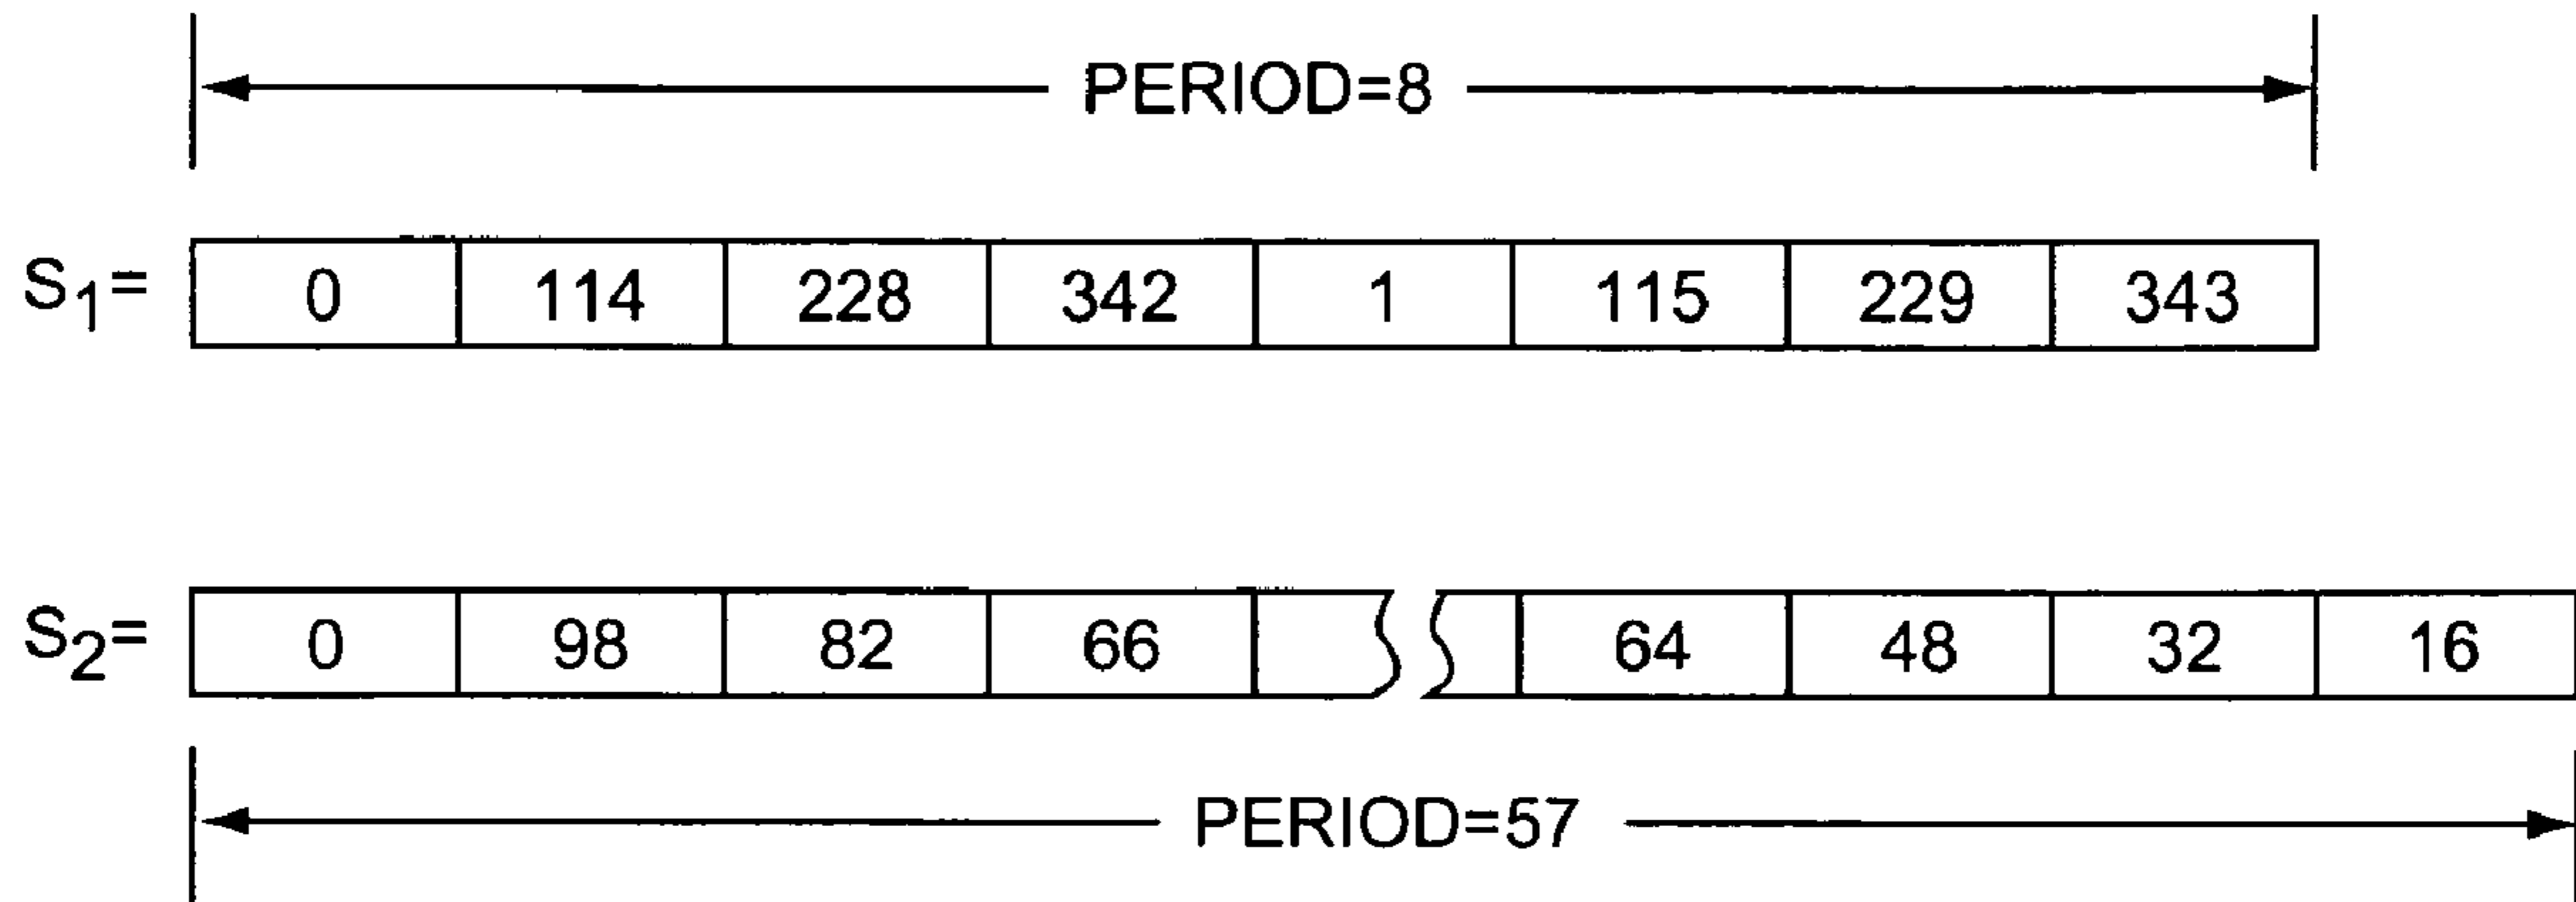 PERIOD=8
S1= 0 114 228 342 1 115 229 343
S2= 0 98 82 66 64 48 32 16
PERIOD=57